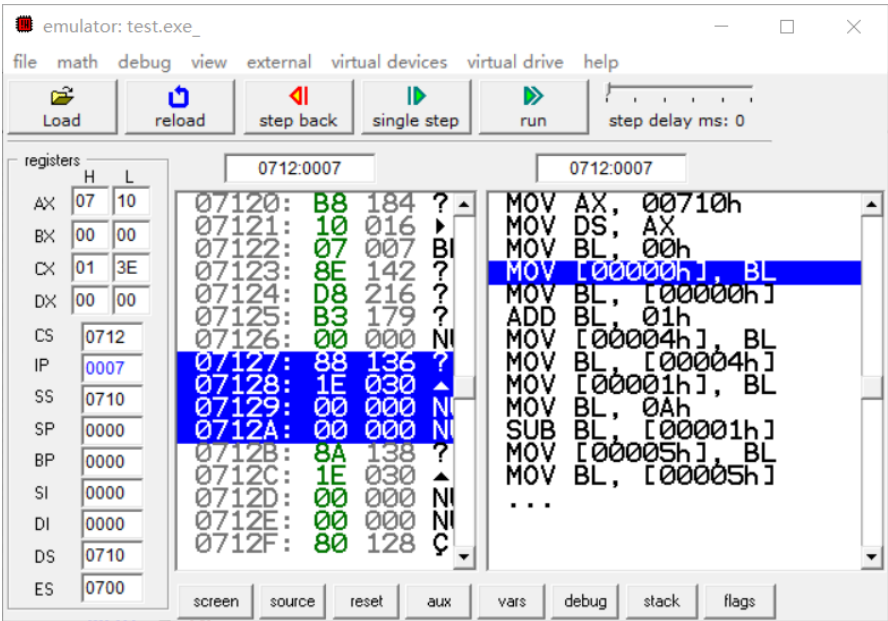 emulator: test.exe_
file math debug view external virtual devices virtual drive help
Load reload step back single step run step delay ms: 0
registers
H L
0712:0007 0712:0007
AX 07 10
BX 00 00
CX 01 3E
DX 00 00
CS 0712
IP 0007
SS 0710
SP 0000
BP 0000
SI 0000
DI 0000
DS 0710
ES 0700
07120: B8 184 ?
07121: 10 016 ►
07122: 07 007 BE
07123: 8E 142 ?
07124: D8 216 ?
07125: B3 179 ?
07126: 00 000 NU
07127: 88 136 ?
07128: 1E 030 ▲
07129: 00 000 NU
0712A: 00 000 NU
0712B: 8A 138 ?
0712C: 1E 030 ▲
0712D: 00 000 NU
0712E: 00 000 NU
0712F: 80 128 Ç
MOV AX, 00710h
MOV DS, AX
MOV BL, 00h
MOV [00000h], BL
MOV BL, [00000h]
ADD BL, 01h
MOV [00004h], BL
MOV BL, [00004h]
MOV [00001h], BL
MOV BL, 0Ah
SUB BL, [00001h]
MOV [00005h], BL
MOV BL, [00005h]
...
screen source reset aux vars debug stack flags